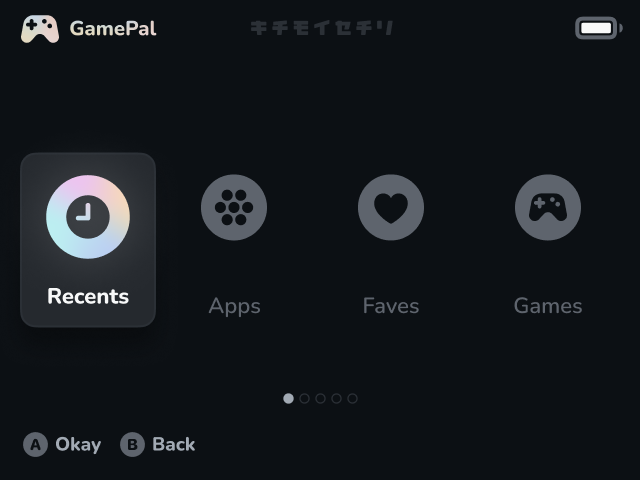 GamePal
キチモイセチリ
Recents
Apps
Faves
Games
A Okay B Back